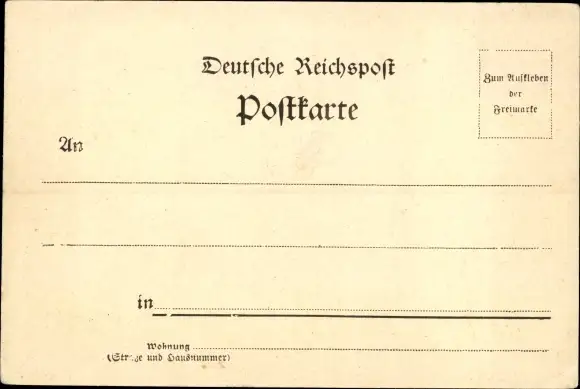 Deutsche Reichspost
Postkarte
Zum Aufkleben
der
Freimarke
An
in
Wohnung
(Straße und Hausnummer)